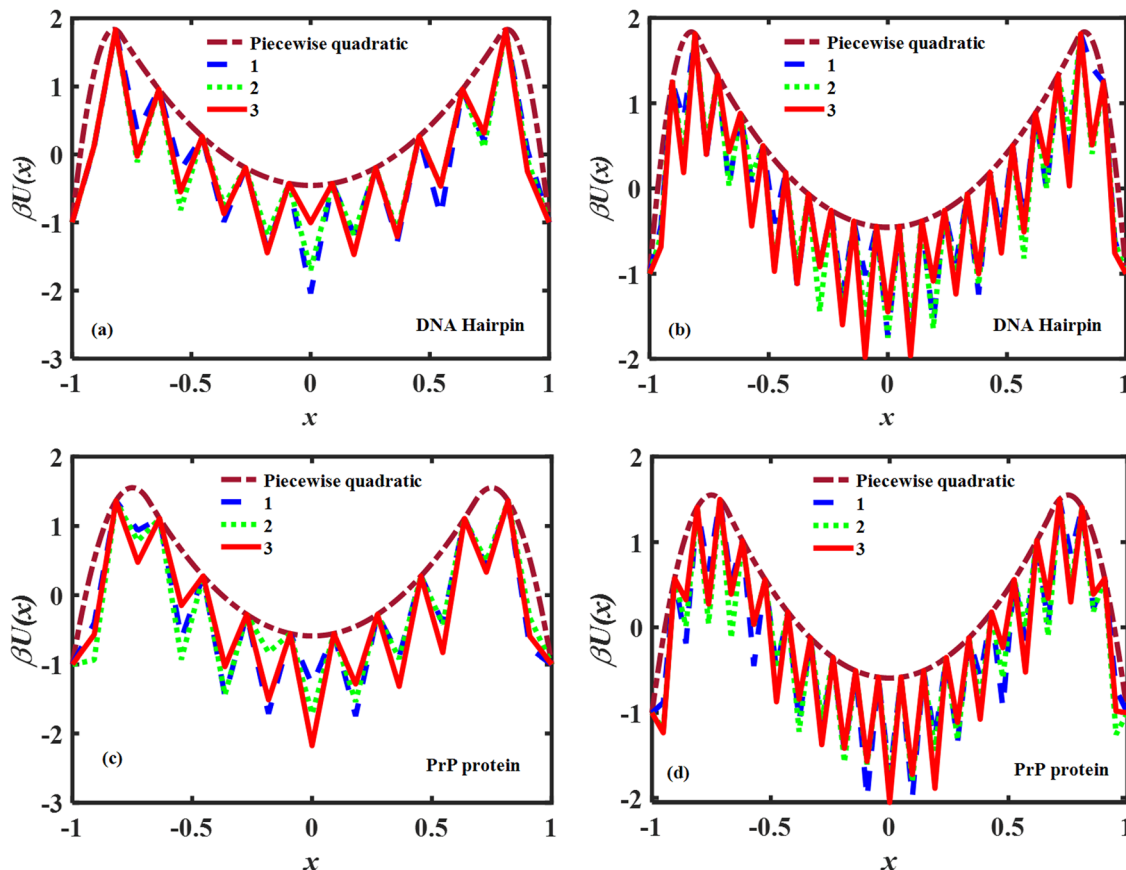 2
1
0
-1
-2
-3
βU(x)
Piecewise quadratic
1
2
3
(a)
DNA Hairpin
-1
-0.5
0
0.5
1
x
2
1
0
-1
-2
βU(x)
Piecewise quadratic
1
2
3
(b)
DNA Hairpin
-1
-0.5
0
0.5
1
x
2
1
0
-1
-2
-3
βU(x)
Piecewise quadratic
1
2
3
(c)
PrP protein
-1
-0.5
0
0.5
1
x
2
1
0
-1
-2
βU(x)
Piecewise quadratic
1
2
3
(d)
PrP protein
-1
-0.5
0
0.5
1
x